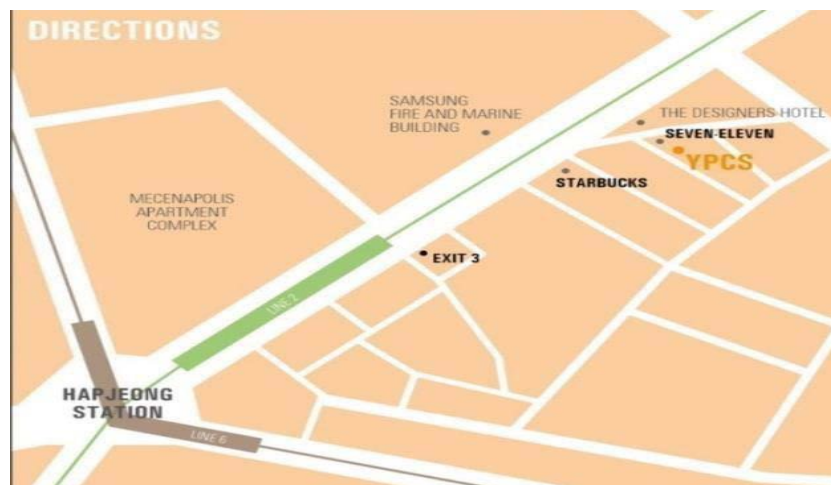 DIRECTIONS
SAMSUNG
FIRE AND MARINE
BUILDING
THE DESIGNERS HOTEL
SEVEN-ELEVEN
YPCS
STARBUCKS
MECENAPOLIS
APARTMENT
COMPLEX
EXIT 3
LINE 2
HAPJEONG
STATION
LINE 6